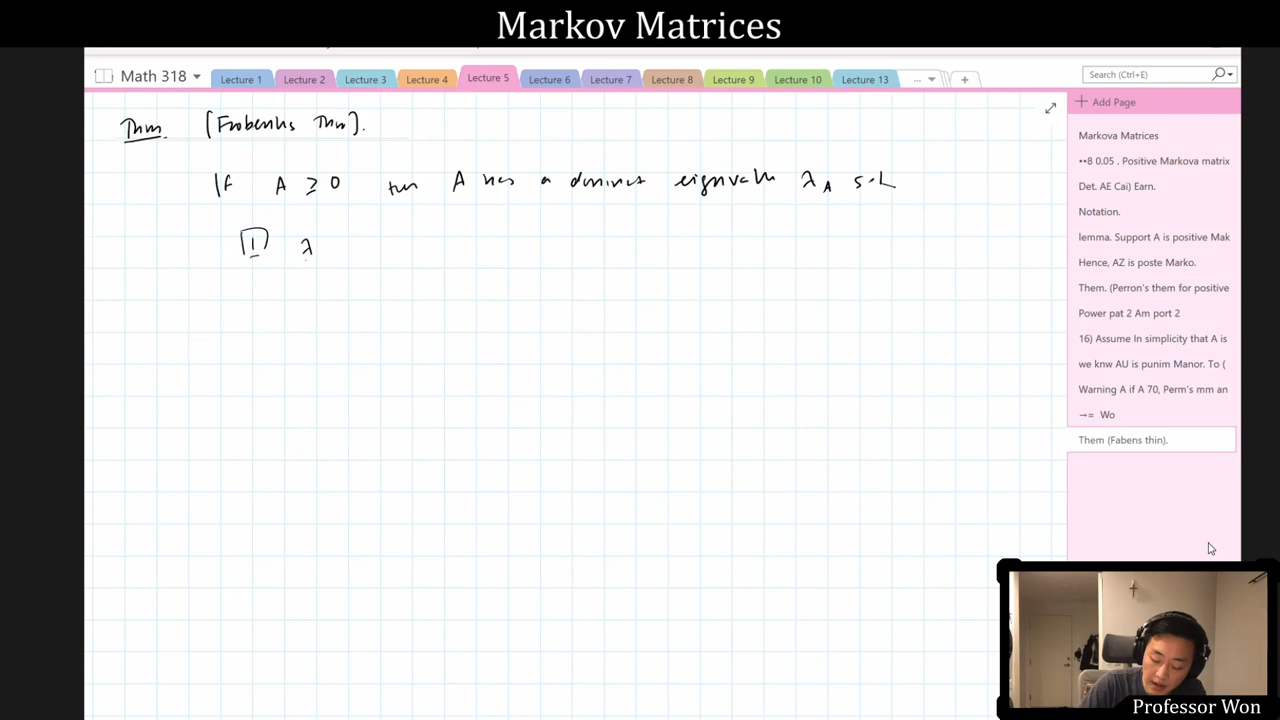 Markov Matrices
Math 318
Lecture 1
Lecture 2
Lecture 3
Lecture 4
Lecture 5
Lecture 6
Lecture 7
Lecture 8
Lecture 9
Lecture 10
Lecture 13
...
Search (Ctrl+E)
Thm (Frobenius Thm).
If A ≥ 0 then A has a dominant eigenvalue λ_A s.t.
1 λ
Add Page
Markova Matrices
••8 0.05 . Positive Markova matrix
Det. AE Cai) Earn.
Notation.
lemma. Support A is positive Mak
Hence, AZ is poste Marko.
Them. (Perron's them for positive
Power pat 2 Am port 2
16) Assume In simplicity that A is
we knw AU is punim Manor. To (
Warning A if A 70, Perm's mm an
→= Wo
Them (Fabens thin).
Professor Won